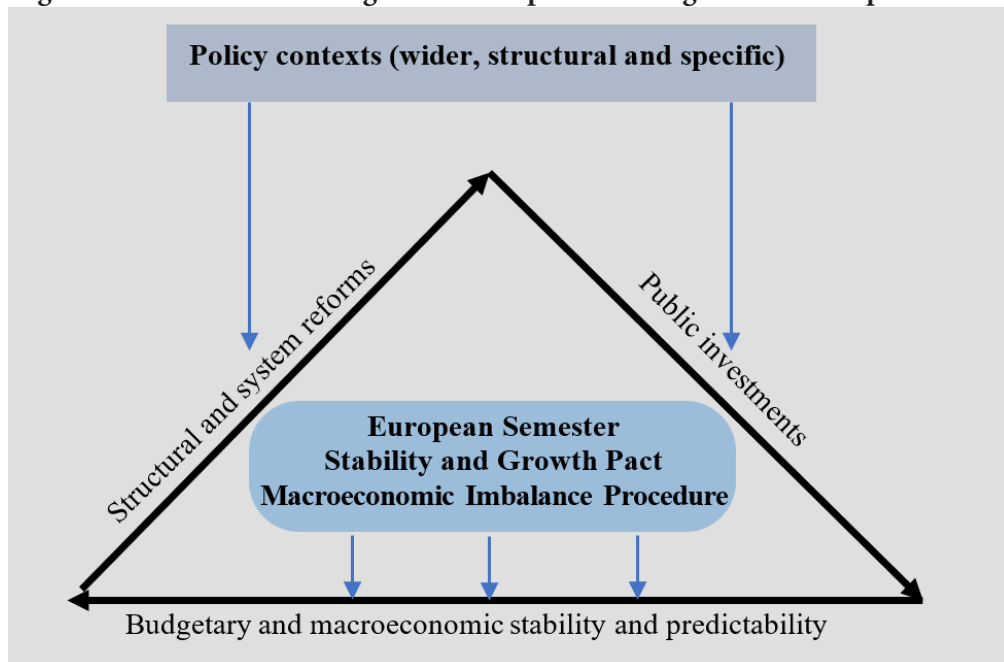 Policy contexts (wider, structural and specific)
Structural and system reforms
Public investments
European Semester
Stability and Growth Pact
Macroeconomic Imbalance Procedure
Budgetary and macroeconomic stability and predictability